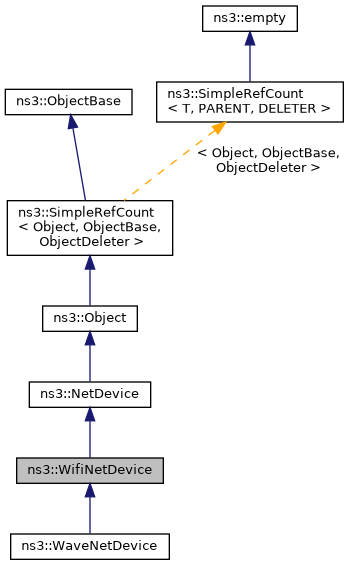 ns3::empty
ns3::ObjectBase
ns3::SimpleRefCount
< T, PARENT, DELETER >
< Object, ObjectBase,
ObjectDeleter >
ns3::SimpleRefCount
< Object, ObjectBase,
ObjectDeleter >
ns3::Object
ns3::NetDevice
ns3::WifiNetDevice
ns3::WaveNetDevice